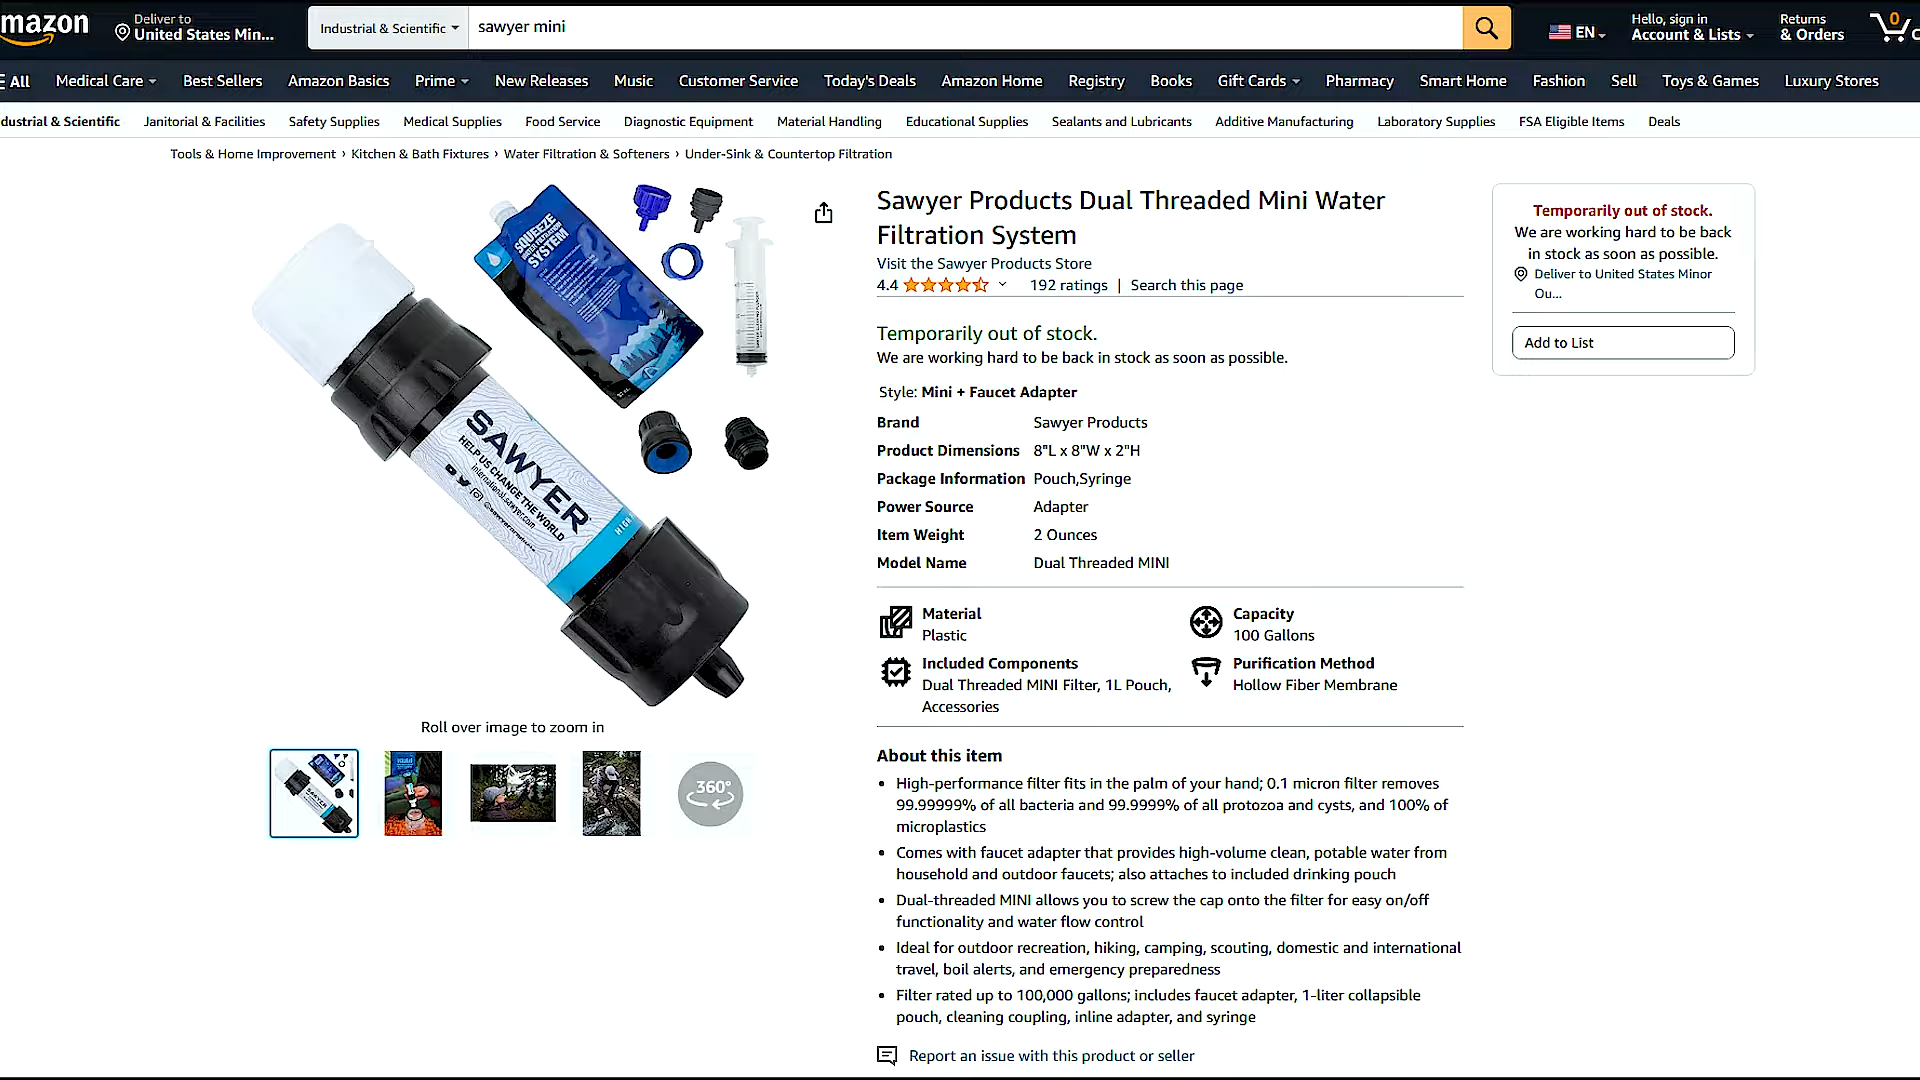 mazon
Deliver to
United States Min...
Industrial & Scientific
sawyer mini
EN
Hello, sign in
Account & Lists
Returns
& Orders
0
All
Medical Care
Best Sellers
Amazon Basics
Prime
New Releases
Music
Customer Service
Today's Deals
Amazon Home
Registry
Books
Gift Cards
Pharmacy
Smart Home
Fashion
Sell
Toys & Games
Luxury Stores
dustrial & Scientific
Janitorial & Facilities
Safety Supplies
Medical Supplies
Food Service
Diagnostic Equipment
Material Handling
Educational Supplies
Sealants and Lubricants
Additive Manufacturing
Laboratory Supplies
FSA Eligible Items
Deals
Tools & Home Improvement › Kitchen & Bath Fixtures › Water Filtration & Softeners › Under-Sink & Countertop Filtration
SQUEEZE
WATER FILTRATION
SYSTEM
SAWYER
HELP US CHANGE THE WORLD
international.sawyer.com
@sawyerproducts
HIGH
Roll over image to zoom in
360°
Sawyer Products Dual Threaded Mini Water
Filtration System
Visit the Sawyer Products Store
4.4
192 ratings | Search this page
Temporarily out of stock.
We are working hard to be back in stock as soon as possible.
Style: Mini + Faucet Adapter
Brand Sawyer Products
Product Dimensions 8"L x 8"W x 2"H
Package Information Pouch,Syringe
Power Source Adapter
Item Weight 2 Ounces
Model Name Dual Threaded MINI
Material
Plastic
Capacity
100 Gallons
Included Components
Dual Threaded MINI Filter, 1L Pouch,
Accessories
Purification Method
Hollow Fiber Membrane
About this item
• High-performance filter fits in the palm of your hand; 0.1 micron filter removes
99.99999% of all bacteria and 99.9999% of all protozoa and cysts, and 100% of
microplastics
• Comes with faucet adapter that provides high-volume clean, potable water from
household and outdoor faucets; also attaches to included drinking pouch
• Dual-threaded MINI allows you to screw the cap onto the filter for easy on/off
functionality and water flow control
• Ideal for outdoor recreation, hiking, camping, scouting, domestic and international
travel, boil alerts, and emergency preparedness
• Filter rated up to 100,000 gallons; includes faucet adapter, 1-liter collapsible
pouch, cleaning coupling, inline adapter, and syringe
Report an issue with this product or seller
Temporarily out of stock.
We are working hard to be back
in stock as soon as possible.
Deliver to United States Minor
Ou...
Add to List